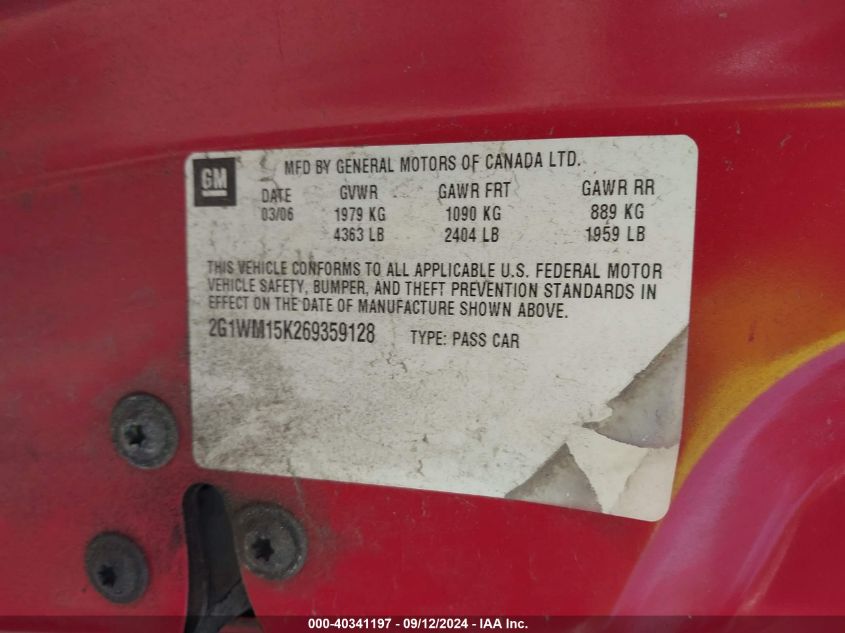 GM
MFD BY GENERAL MOTORS OF CANADA LTD.
DATE GVWR GAWR FRT GAWR RR
03/06 1979 KG 1090 KG 889 KG
4363 LB 2404 LB 1959 LB
THIS VEHICLE CONFORMS TO ALL APPLICABLE U.S. FEDERAL MOTOR
VEHICLE SAFETY, BUMPER, AND THEFT PREVENTION STANDARDS IN
EFFECT ON THE DATE OF MANUFACTURE SHOWN ABOVE.
2G1WM15K269359128 TYPE: PASS CAR
000-40341197 - 09/12/2024 - IAA Inc.